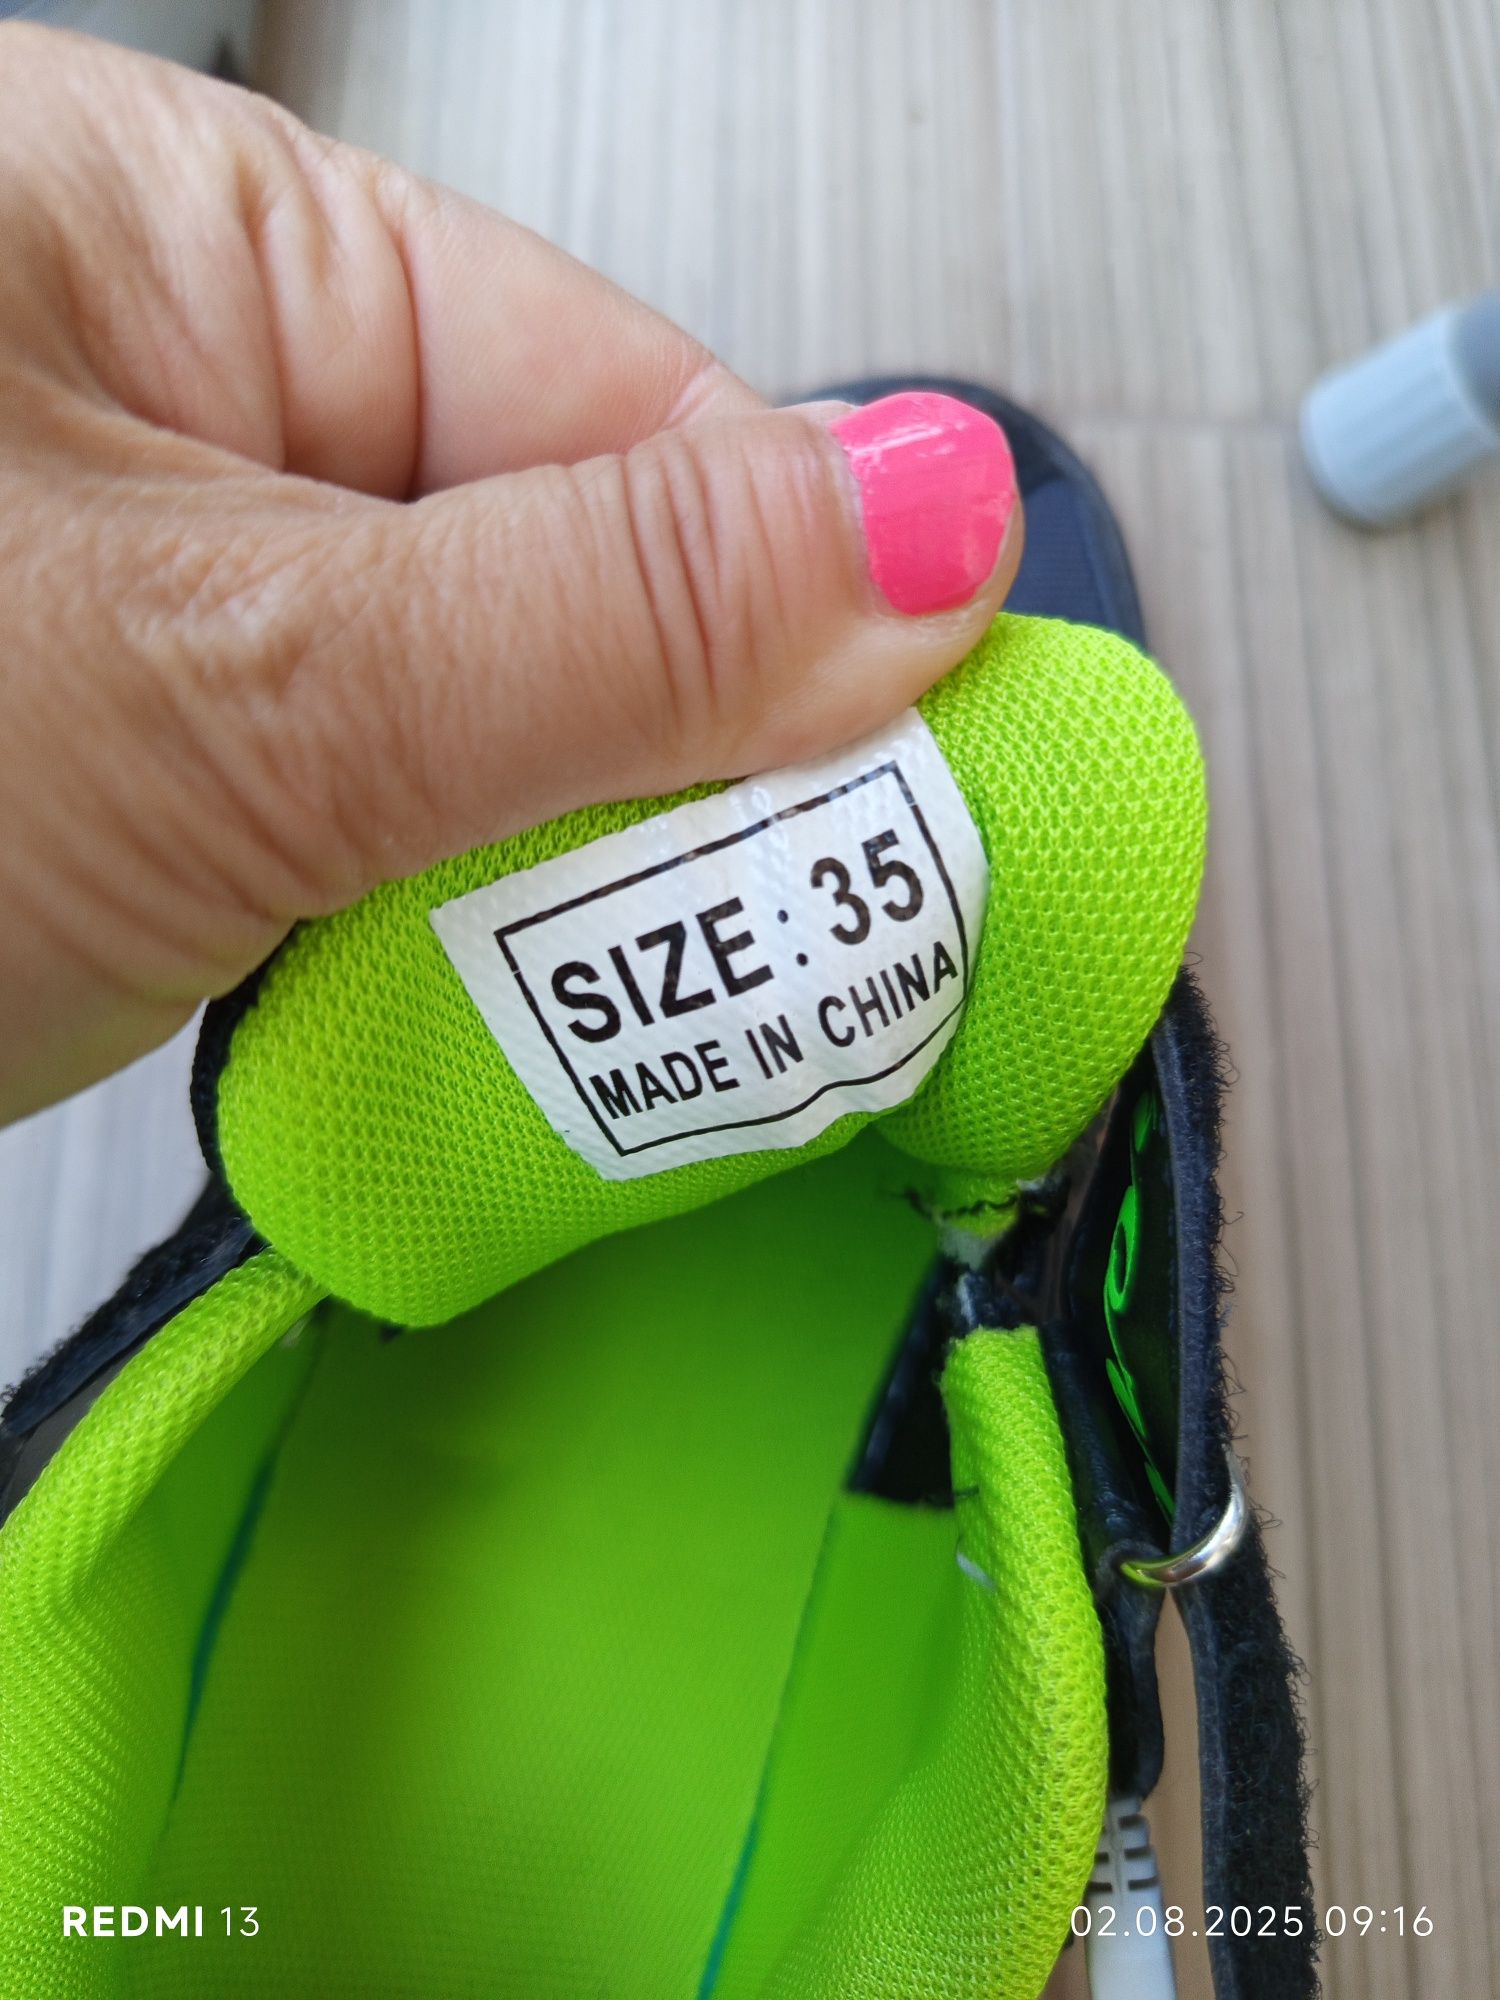 SIZE: 35
MADE IN CHINA
REDMI 13
02.08.2025 09:16